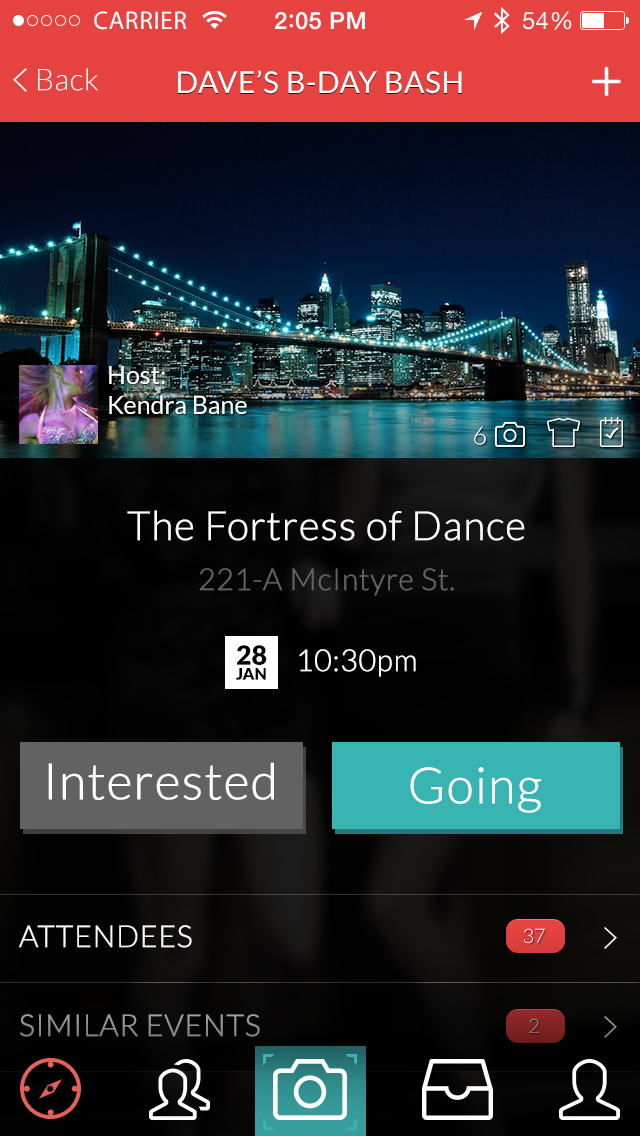 CARRIER 2:05 PM 54%
Back DAVE'S B-DAY BASH +
Host:
Kendra Bane
6
The Fortress of Dance
221-A McIntyre St.
28
JAN
10:30pm
Interested Going
ATTENDEES 37
SIMILAR EVENTS 2